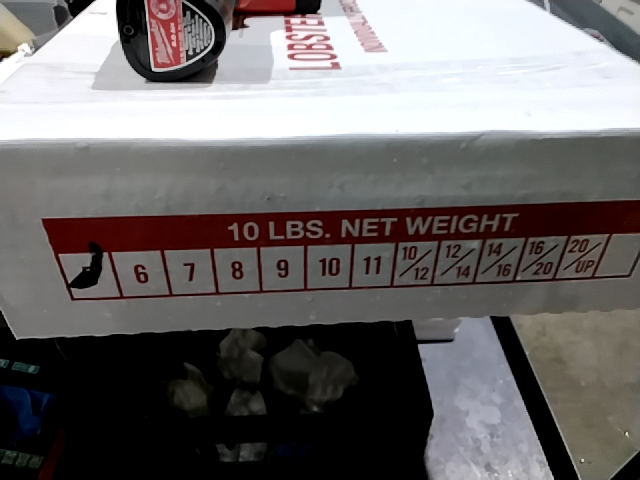 LOBSTER
10 LBS. NET WEIGHT
6 7 8 9 10 11 10/12 12/14 14/16 16/20 20/UP